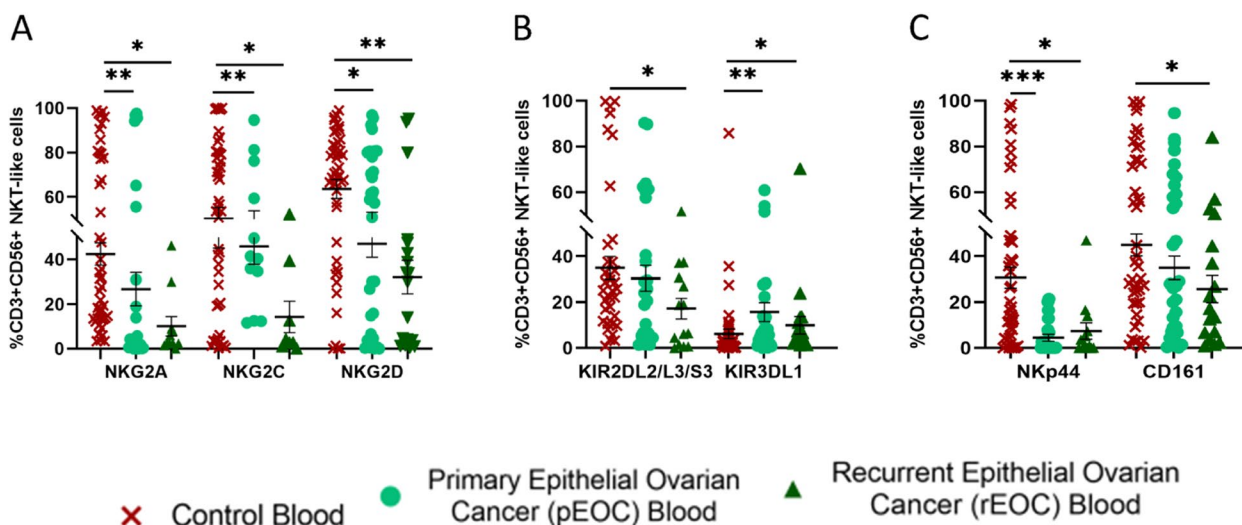 A
B
C
* * **
** ** *
* *
**
* *
***
%CD3+CD56+ NKT-like cells
100
80
60
40
20
0
NKG2A NKG2C NKG2D
%CD3+CD56+ NKT-like cells
100
80
60
40
20
0
KIR2DL2/L3/S3 KIR3DL1
%CD3+CD56+ NKT-like cells
100
80
60
40
20
0
NKp44 CD161
Control Blood
Primary Epithelial Ovarian
Cancer (pEOC) Blood
Recurrent Epithelial Ovarian
Cancer (rEOC) Blood